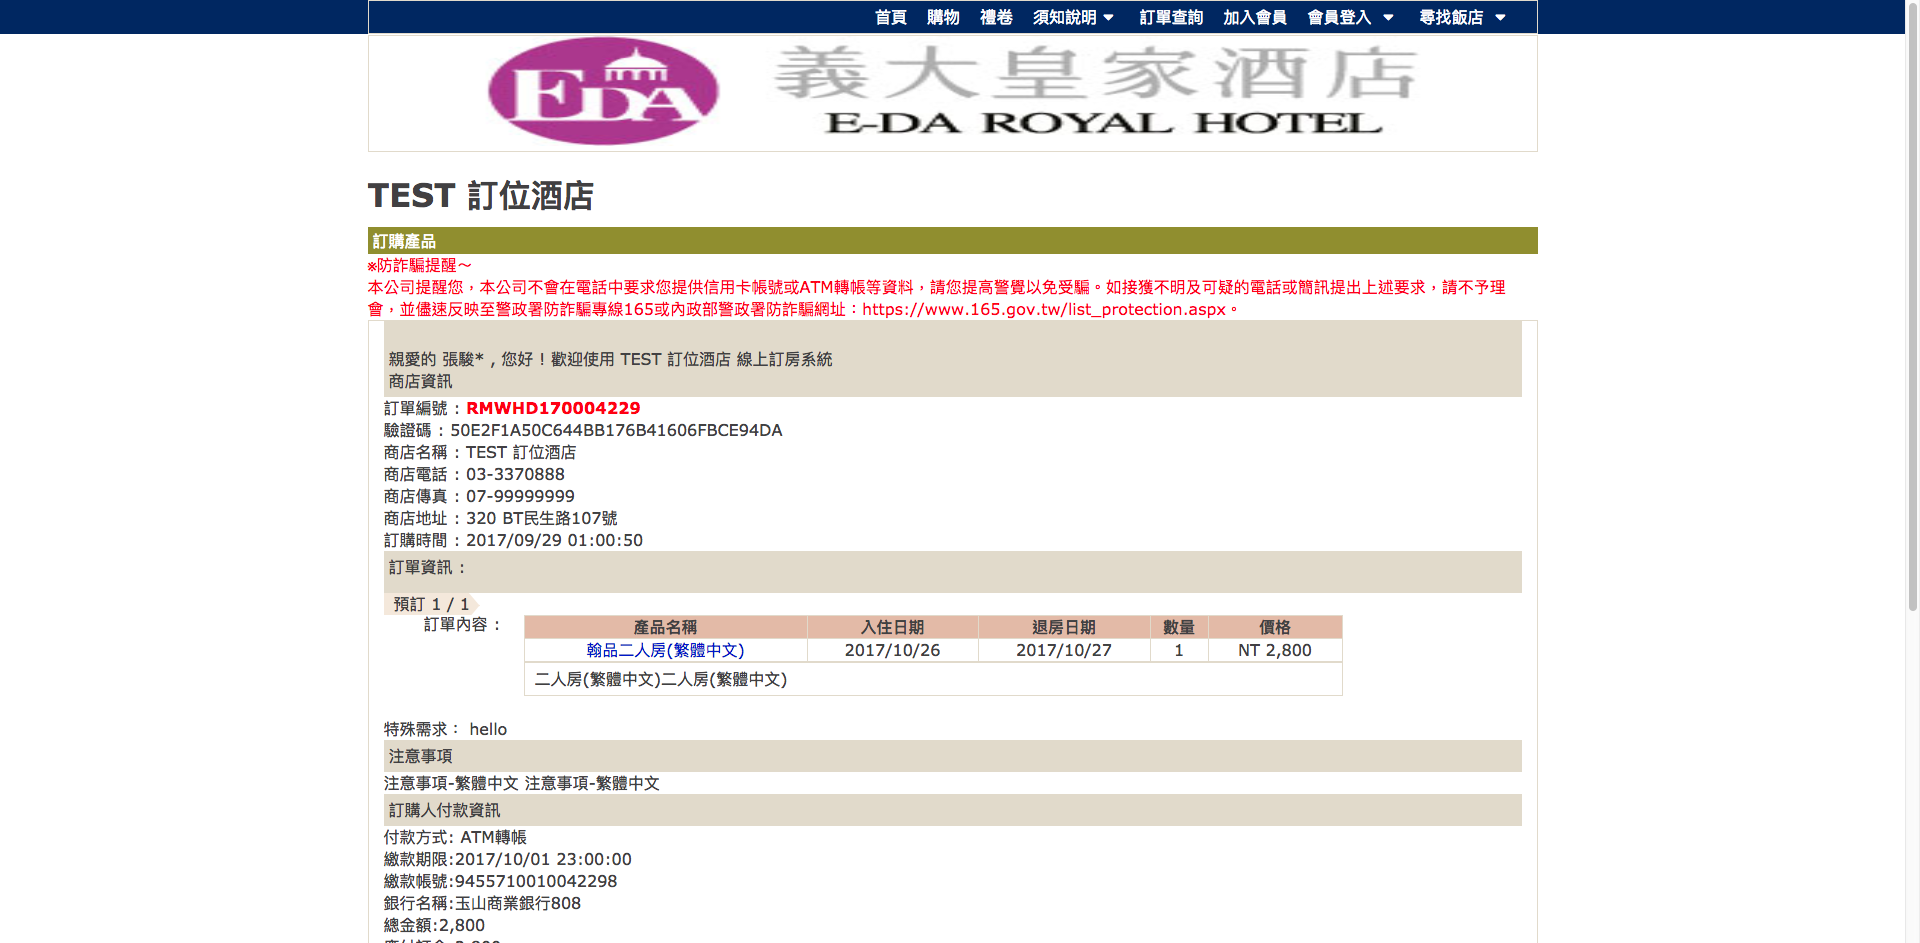 首頁 購物 禮卷 須知說明 訂單查詢 加入會員 會員登入 尋找飯店
EDA 義大皇家酒店
E-DA ROYAL HOTEL
TEST 訂位酒店
訂購產品
※防詐騙提醒～
本公司提醒您，本公司不會在電話中要求您提供信用卡帳號或ATM轉帳等資料，請您提高警覺以免受騙。如接獲不明及可疑的電話或簡訊提出上述要求，請不予理
會，並儘速反映至警政署防詐騙專線165或內政部警政署防詐騙網址：https://www.165.gov.tw/list_protection.aspx。
親愛的 張駿* , 您好 ! 歡迎使用 TEST 訂位酒店 線上訂房系統
商店資訊
訂單編號 : RMWHD170004229
驗證碼 : 50E2F1A50C644BB176B41606FBCE94DA
商店名稱 : TEST 訂位酒店
商店電話 : 03-3370888
商店傳真 : 07-99999999
商店地址 : 320 BT民生路107號
訂購時間 : 2017/09/29 01:00:50
訂單資訊 :
預訂 1 / 1
訂單內容 :
產品名稱 入住日期 退房日期 數量 價格
翰品二人房(繁體中文) 2017/10/26 2017/10/27 1 NT 2,800
二人房(繁體中文)二人房(繁體中文)
特殊需求： hello
注意事項
注意事項-繁體中文 注意事項-繁體中文
訂購人付款資訊
付款方式: ATM轉帳
繳款期限:2017/10/01 23:00:00
繳款帳號:9455710010042298
銀行名稱:玉山商業銀行808
總金額:2,800